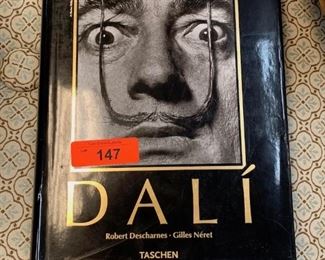 147
DALÍ
Robert Descharnes · Gilles Néret
TASCHEN